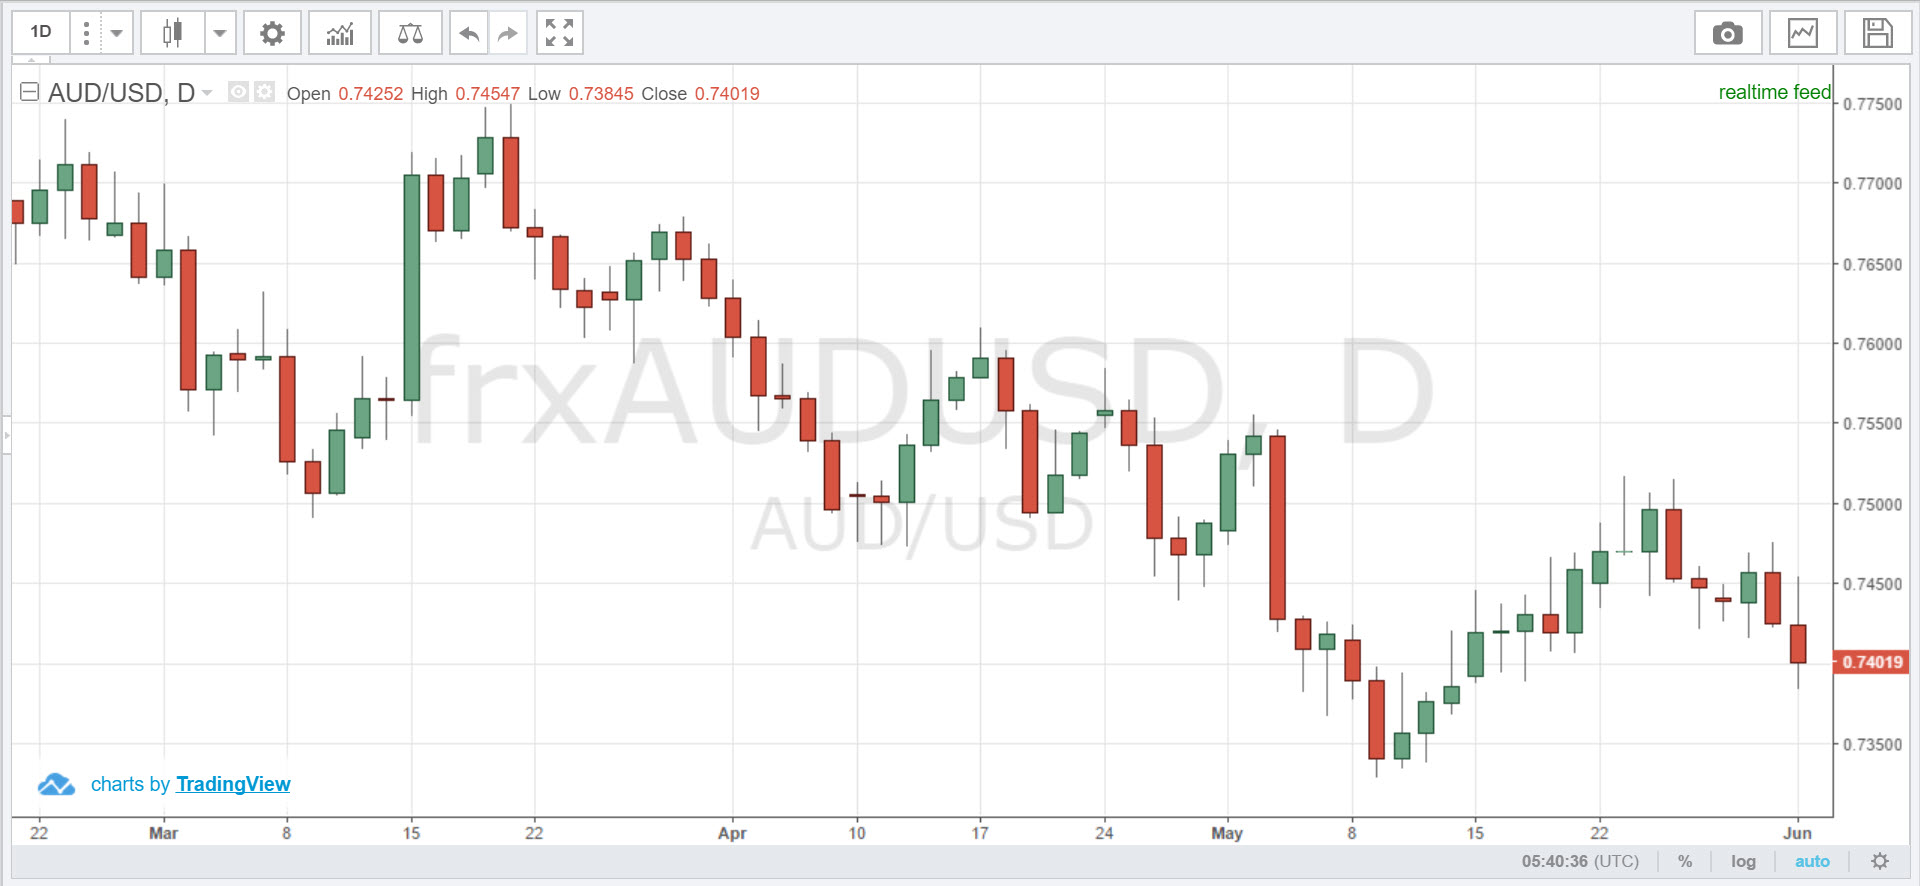 1D
AUD/USD, D Open 0.74252 High 0.74547 Low 0.73845 Close 0.74019
realtime feed
0.77500
0.77000
0.76500
0.76000
0.75500
0.75000
0.74500
0.74019
0.73500
frxAUDUSD, D
AUD/USD
charts by TradingView
22 Mar 8 15 22 Apr 10 17 24 May 8 15 22 Jun
05:40:36 (UTC) % log auto